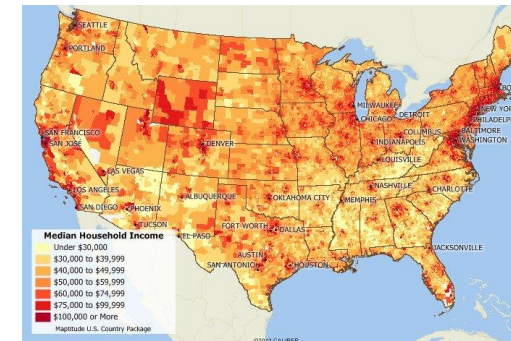 SEATTLE
PORTLAND
MILWAUKEE
DETROIT
CHICAGO
NEW YOR
PHILADELP
COLUMBUS
BALTIMORE
INDIANAPOLIS
WASHINGTON
SAN FRANCISCO
SAN JOSE
DENVER
LOUISVILLE
LAS VEGAS
NASHVILLE
CHARLOTTE
LOS ANGELES
ALBUQUERQUE
OKLAHOMA CITY
MEMPHIS
SAN DIEGO
PHOENIX
TUCSON
FORT WORTH
DALLAS
EL PASO
JACKSONVILLE
AUSTIN
SAN ANTONIO
HOUSTON
Median Household Income
Under $30,000
$30,000 to $39,999
$40,000 to $49,999
$50,000 to $59,999
$60,000 to $74,999
$75,000 to $99,999
$100,000 or More
Maptitude U.S. Country Package